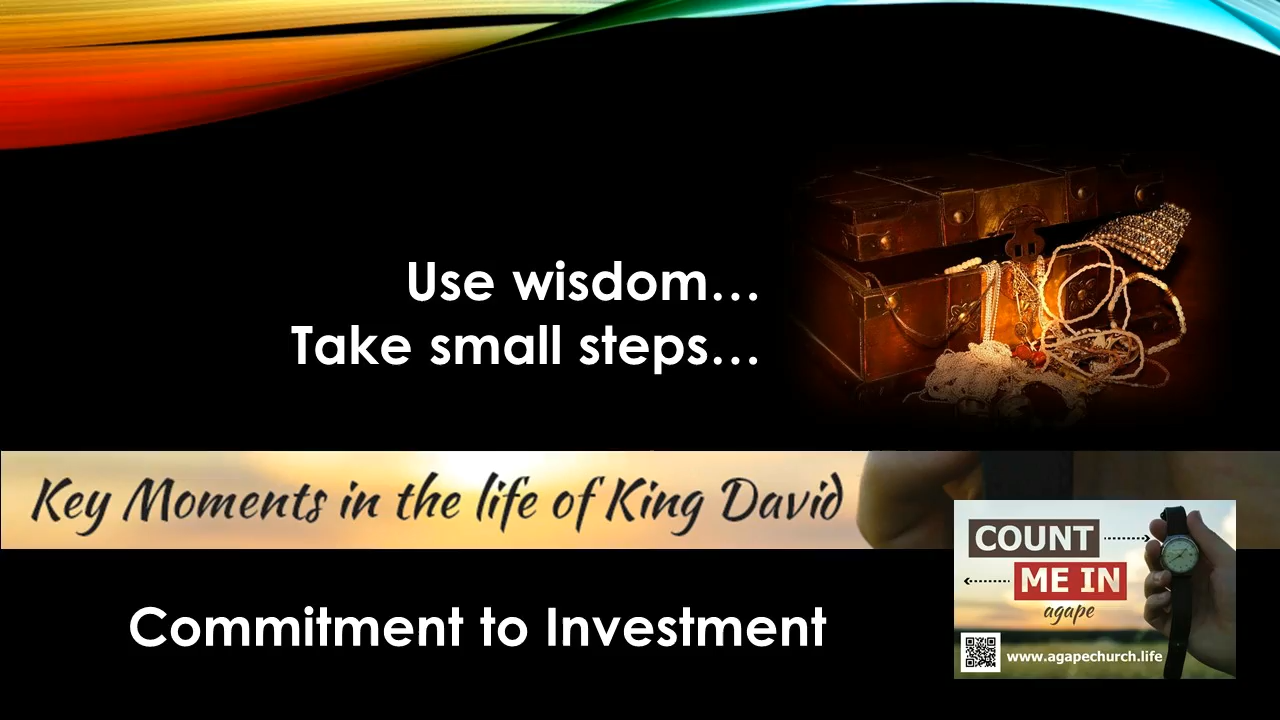 Use wisdom…
Take small steps…
Key Moments in the life of King David
COUNT
ME IN
agape
www.agapechurch.life
Commitment to Investment